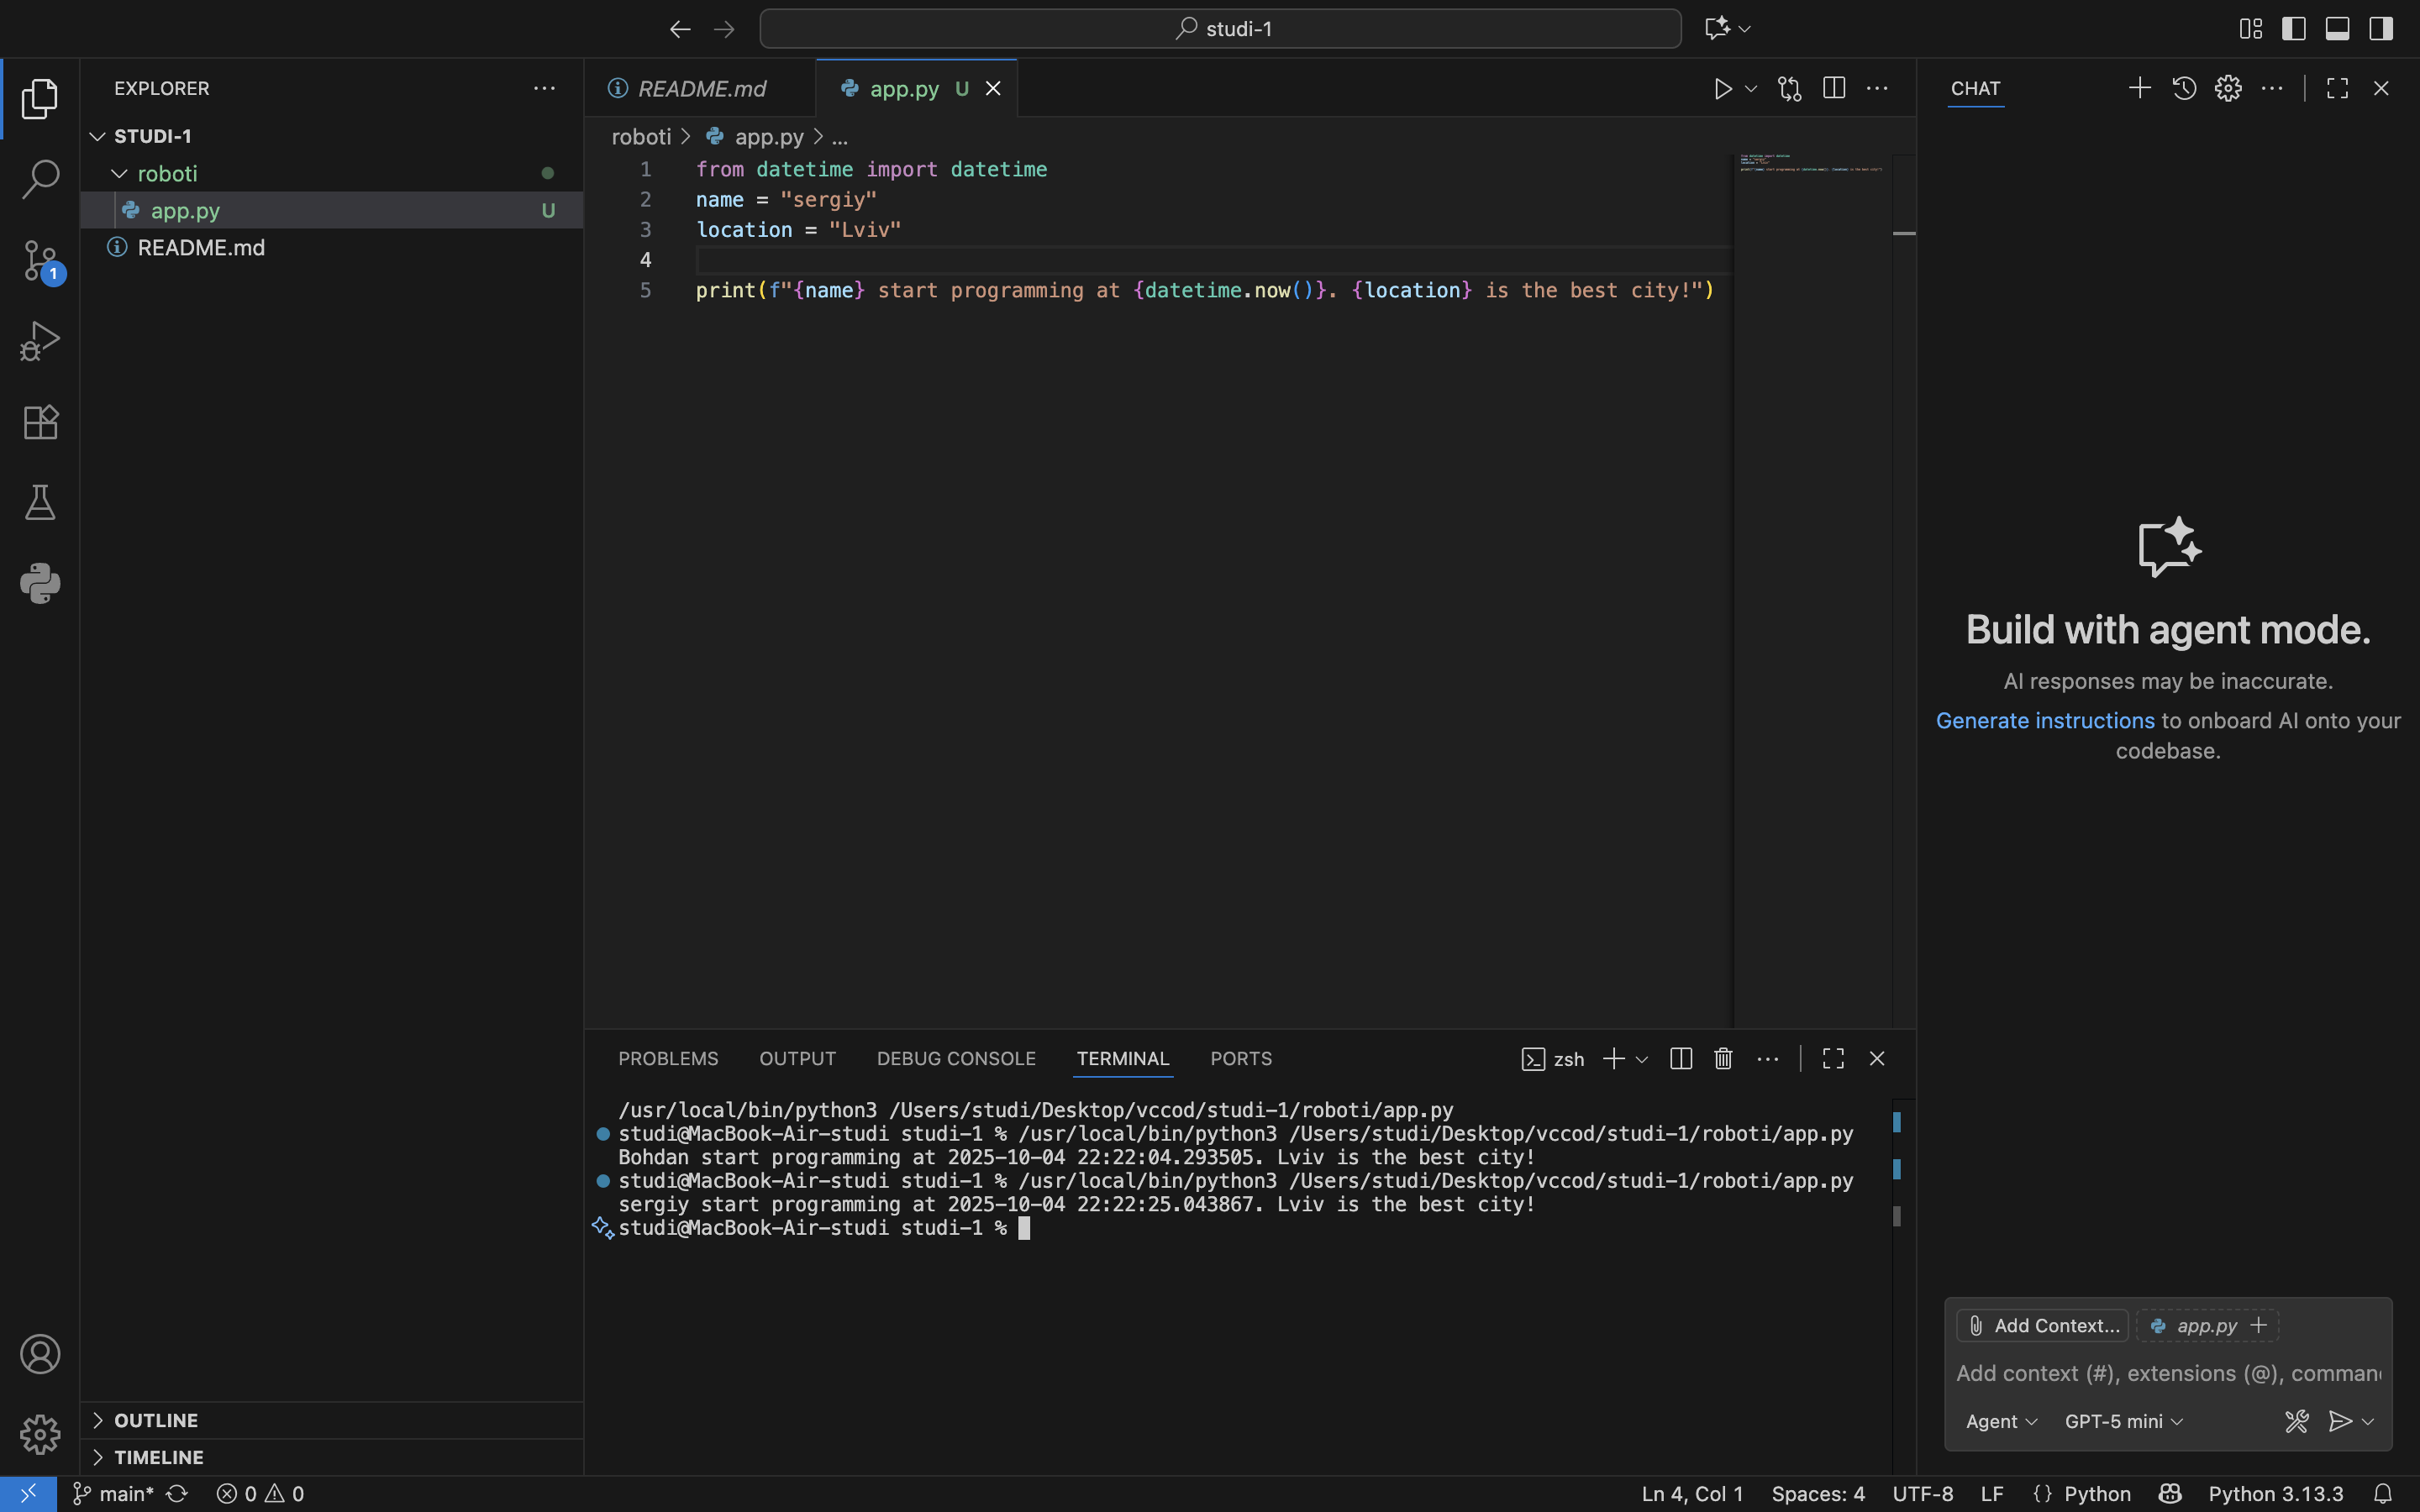 studi-1
EXPLORER
STUDI-1
roboti
app.py U
README.md
1
OUTLINE
TIMELINE
README.md
app.py U
roboti > app.py > ...
1 from datetime import datetime
2 name = "sergiy"
3 location = "Lviv"
4
5 print(f"{name} start programming at {datetime.now()}. {location} is the best city!")
PROBLEMS OUTPUT DEBUG CONSOLE TERMINAL PORTS
zsh
/usr/local/bin/python3 /Users/studi/Desktop/vccod/studi-1/roboti/app.py
studi@MacBook-Air-studi studi-1 % /usr/local/bin/python3 /Users/studi/Desktop/vccod/studi-1/roboti/app.py
Bohdan start programming at 2025-10-04 22:22:04.293505. Lviv is the best city!
studi@MacBook-Air-studi studi-1 % /usr/local/bin/python3 /Users/studi/Desktop/vccod/studi-1/roboti/app.py
sergiy start programming at 2025-10-04 22:22:25.043867. Lviv is the best city!
studi@MacBook-Air-studi studi-1 %
CHAT
Build with agent mode.
AI responses may be inaccurate.
Generate instructions to onboard AI onto your
codebase.
Add Context... app.py
Add context (#), extensions (@), comman
Agent GPT-5 mini
main* 0 0
Ln 4, Col 1 Spaces: 4 UTF-8 LF {} Python Python 3.13.3